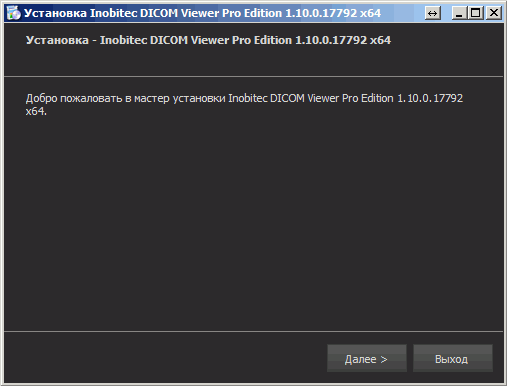 Установка Inobitec DICOM Viewer Pro Edition 1.10.0.17792 x64
Установка - Inobitec DICOM Viewer Pro Edition 1.10.0.17792 x64
Добро пожаловать в мастер установки Inobitec DICOM Viewer Pro Edition 1.10.0.17792
x64.
Далее > Выход